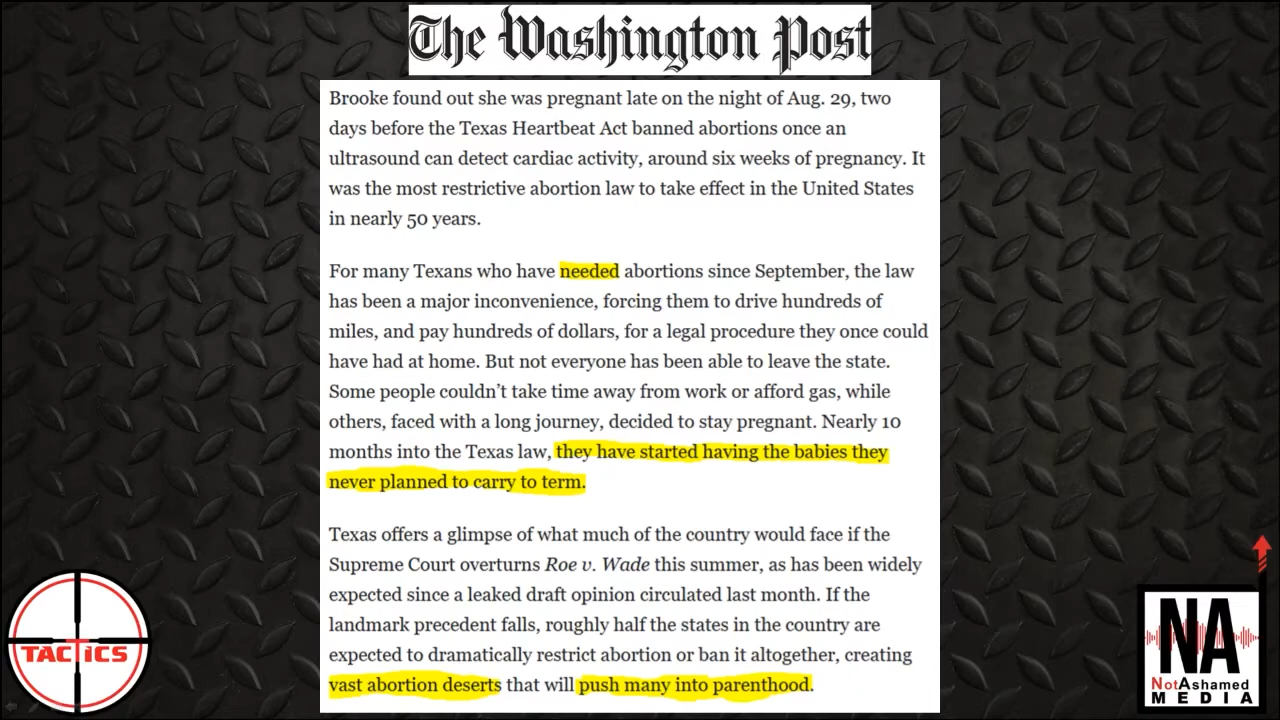 The Washington Post
Brooke found out she was pregnant late on the night of Aug. 29, two
days before the Texas Heartbeat Act banned abortions once an
ultrasound can detect cardiac activity, around six weeks of pregnancy. It
was the most restrictive abortion law to take effect in the United States
in nearly 50 years.
For many Texans who have needed abortions since September, the law
has been a major inconvenience, forcing them to drive hundreds of
miles, and pay hundreds of dollars, for a legal procedure they once could
have had at home. But not everyone has been able to leave the state.
Some people couldn’t take time away from work or afford gas, while
others, faced with a long journey, decided to stay pregnant. Nearly 10
months into the Texas law, they have started having the babies they
never planned to carry to term.
Texas offers a glimpse of what much of the country would face if the
Supreme Court overturns Roe v. Wade this summer, as has been widely
expected since a leaked draft opinion circulated last month. If the
landmark precedent falls, roughly half the states in the country are
expected to dramatically restrict abortion or ban it altogether, creating
vast abortion deserts that will push many into parenthood.
TACTICS
NA
NotAshamed
MEDIA